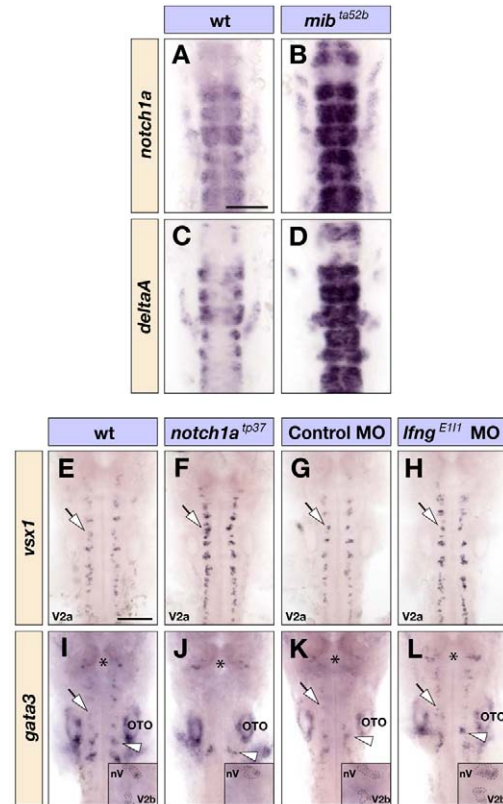 wt mib ta52b
notch1a
A B
deltaA
C D
wt notch1a tp37 Control MO lfng E1I1 MO
vsx1
E F G H
V2a V2a V2a V2a
gata3
I J K L
* * * *
OTO OTO OTO OTO
nV nV nV nV
V2b V2b V2b V2b